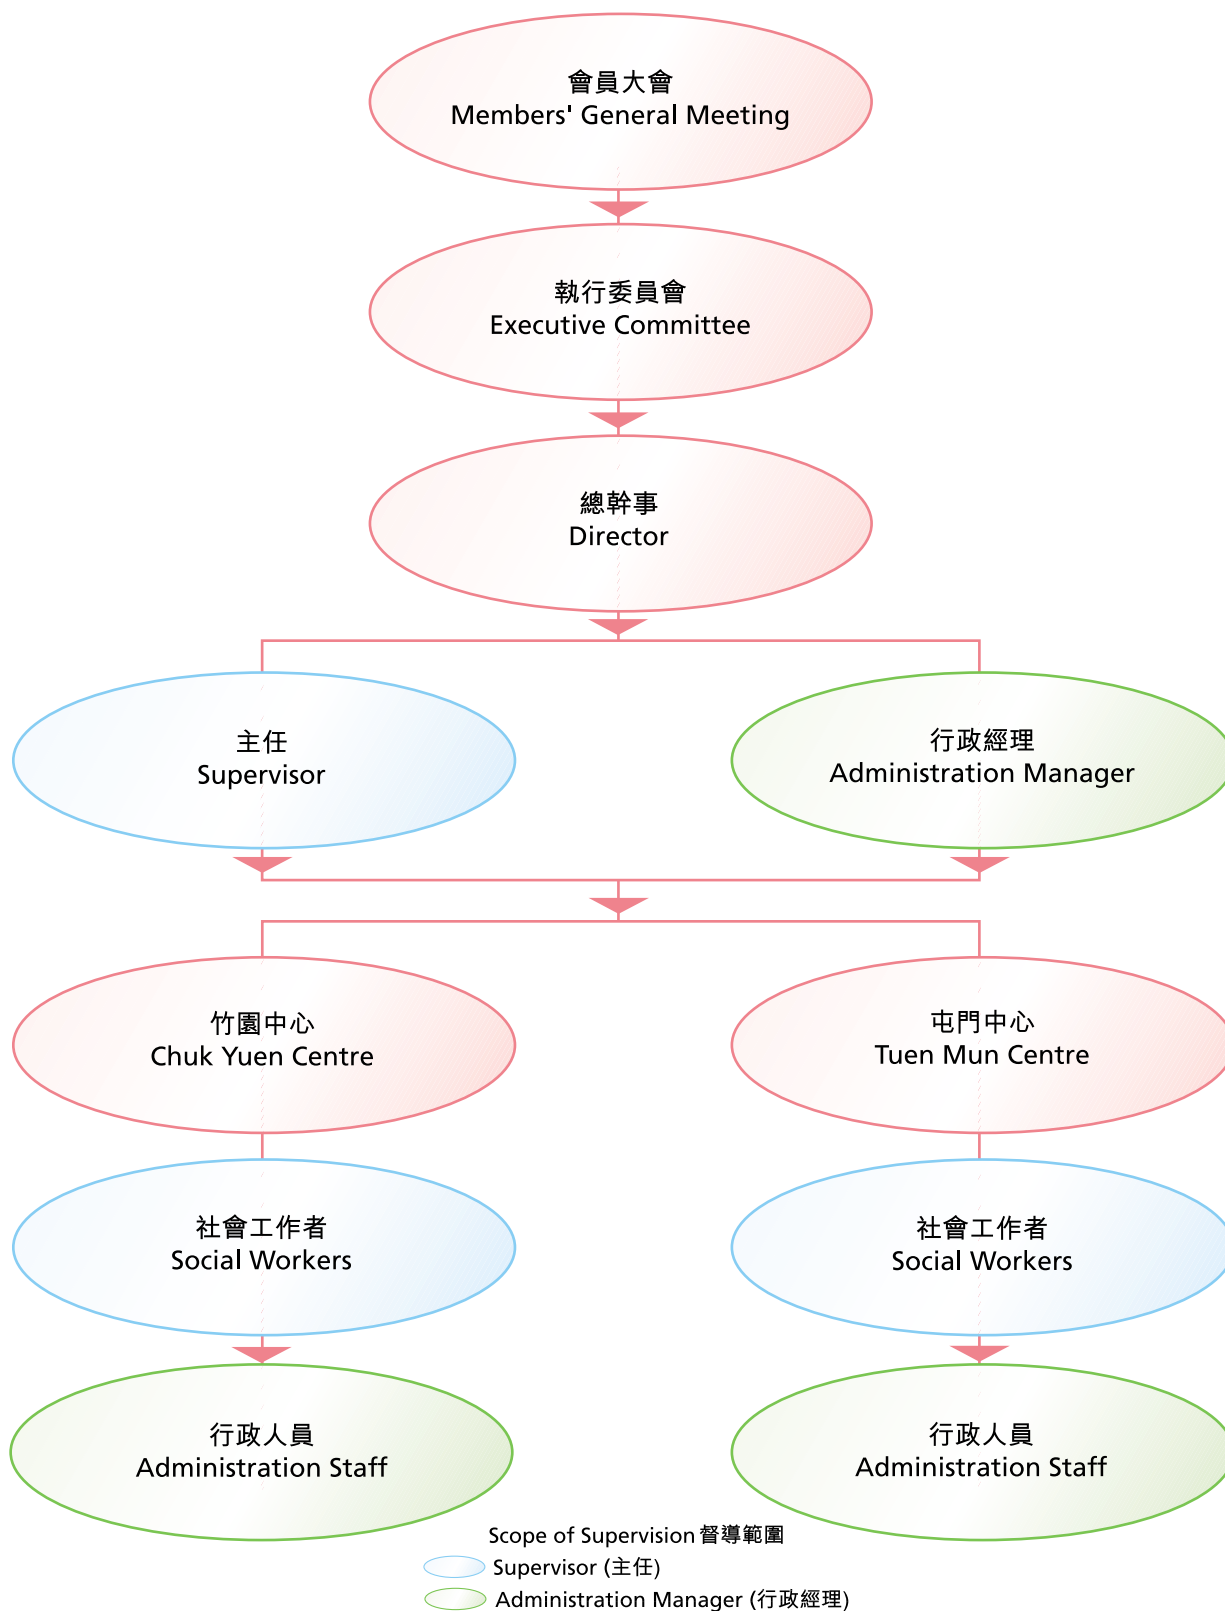 會員大會
Members' General Meeting
執行委員會
Executive Committee
總幹事
Director
主任
Supervisor
行政經理
Administration Manager
竹園中心
Chuk Yuen Centre
屯門中心
Tuen Mun Centre
社會工作者
Social Workers
社會工作者
Social Workers
行政人員
Administration Staff
行政人員
Administration Staff
Scope of Supervision 督導範圍
Supervisor (主任)
Administration Manager (行政經理)